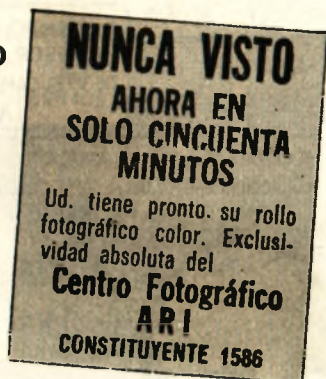 NUNCA VISTO
AHORA EN
SOLO CINCUENTA
MINUTOS
Ud. tiene pronto. su rollo
fotográfico color. Exclusi-
vidad absoluta del
Centro Fotográfico
ARI
CONSTITUYENTE 1586